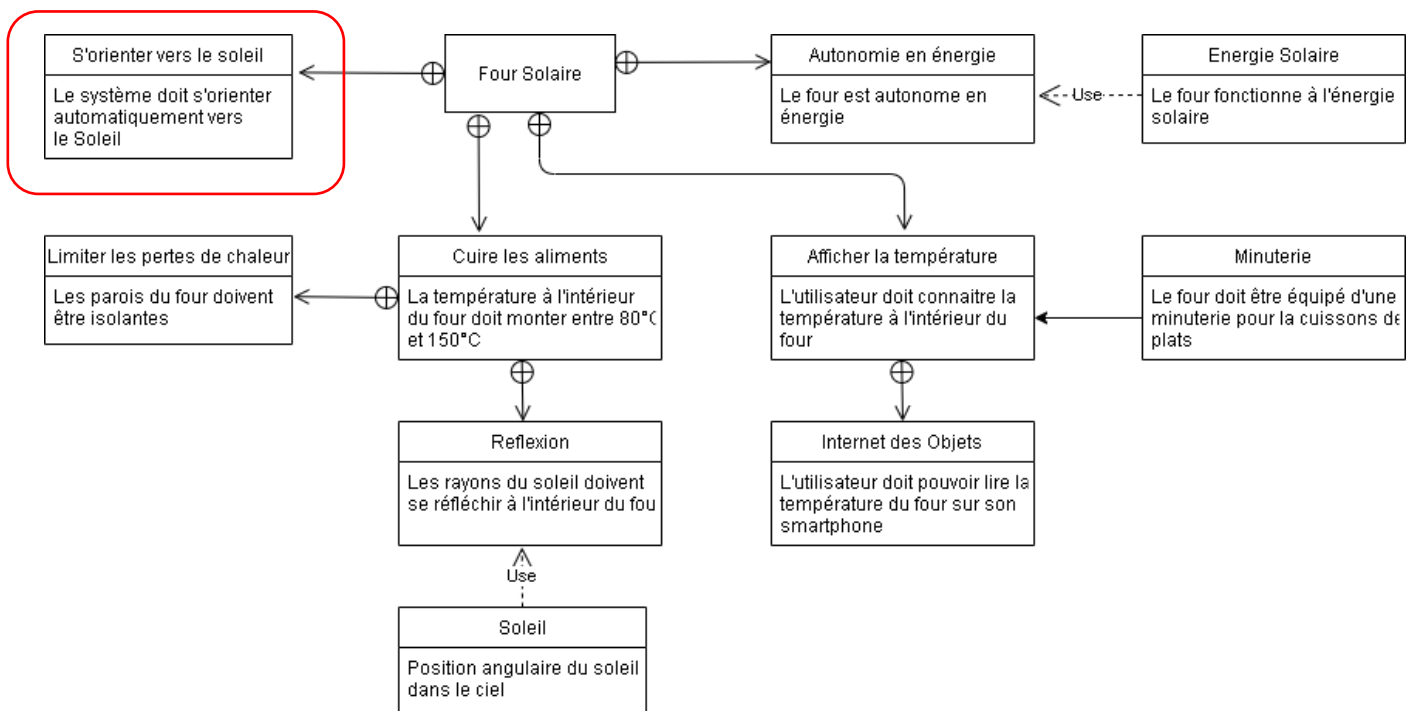 S'orienter vers le soleil
Le système doit s'orienter
automatiquement vers
le Soleil
Four Solaire
Autonomie en énergie
Le four est autonome en
énergie
Use
Energie Solaire
Le four fonctionne à l'énergie
solaire
Limiter les pertes de chaleur
Les parois du four doivent
être isolantes
Cuire les aliments
La température à l'intérieur
du four doit monter entre 80°C
et 150°C
Afficher la température
L'utilisateur doit connaitre la
température à l'intérieur du
four
Minuterie
Le four doit être équipé d'une
minuterie pour la cuissons de
plats
Reflexion
Les rayons du soleil doivent
se réfléchir à l'intérieur du fou
Internet des Objets
L'utilisateur doit pouvoir lire la
température du four sur son
smartphone
Use
Soleil
Position angulaire du soleil
dans le ciel